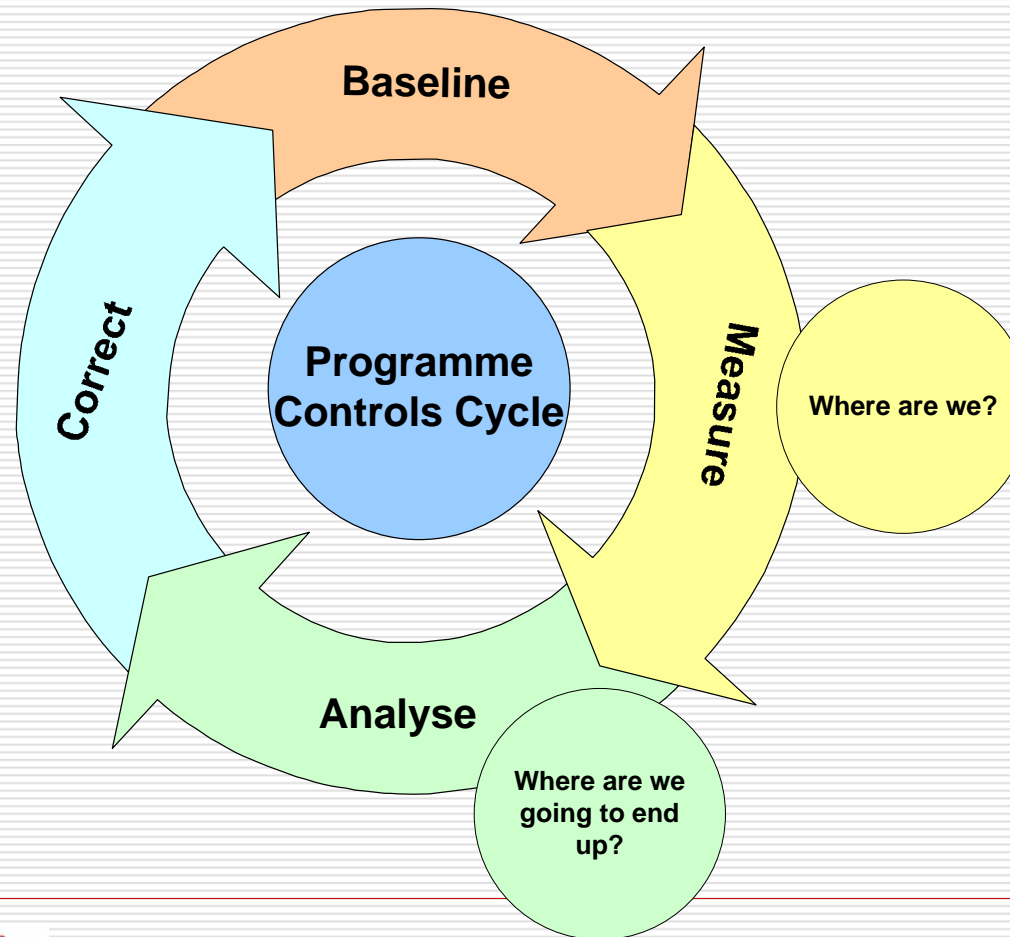 Baseline
Measure
Where are we?
Programme
Controls Cycle
Correct
Analyse
Where are we
going to end
up?